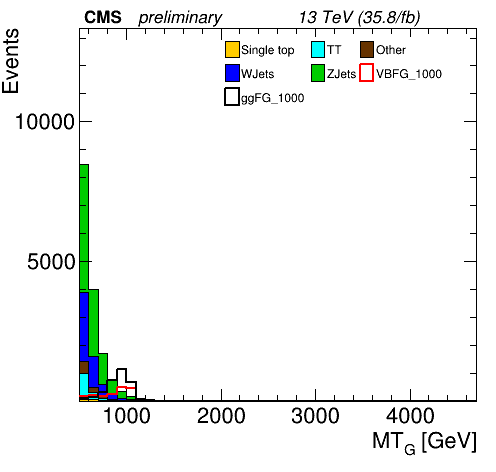 CMS preliminary 13 TeV (35.8/fb)
Events
Single top TT Other
WJets ZJets VBFG_1000
ggFG_1000
10000
5000
1000 2000 3000 4000
MT_G [GeV]